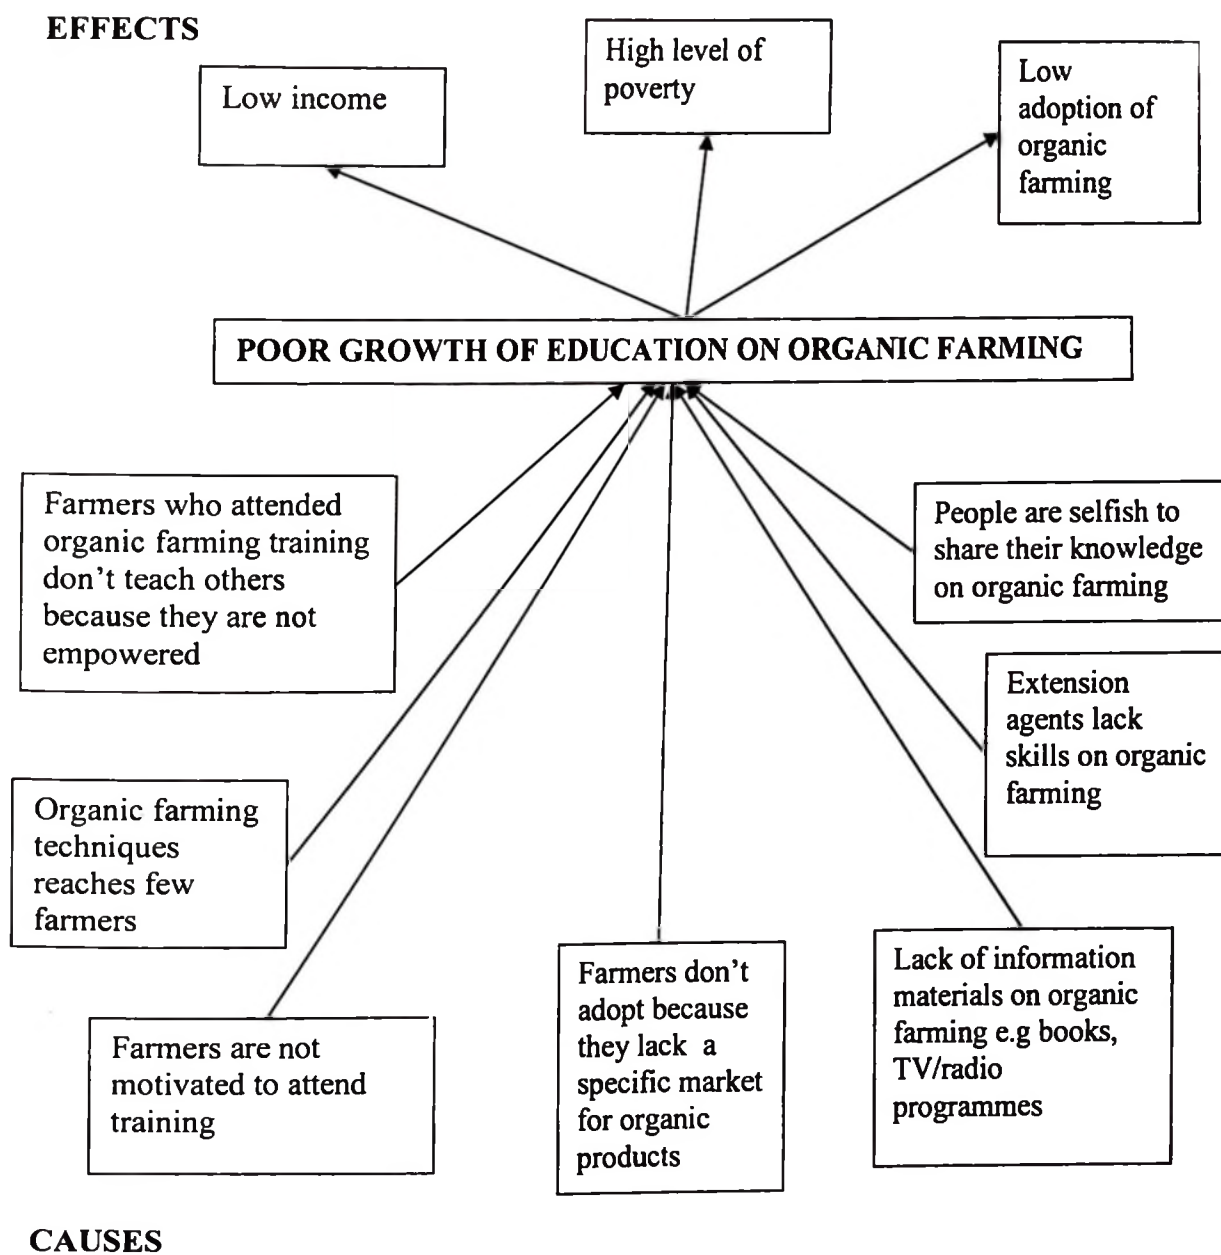 EFFECTS
Low income
High level of
poverty
Low
adoption of
organic
farming
POOR GROWTH OF EDUCATION ON ORGANIC FARMING
Farmers who attended
organic farming training
don't teach others
because they are not
empowered
People are selfish to
share their knowledge
on organic farming
Extension
agents lack
skills on organic
farming
Organic farming
techniques
reaches few
farmers
Farmers are not
motivated to attend
training
Farmers don't
adopt because
they lack a
specific market
for organic
products
Lack of information
materials on organic
farming e.g books,
TV/radio
programmes
CAUSES